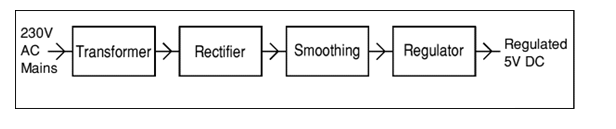 230V
AC
Mains
Transformer
Rectifier
Smoothing
Regulator
Regulated
5V DC